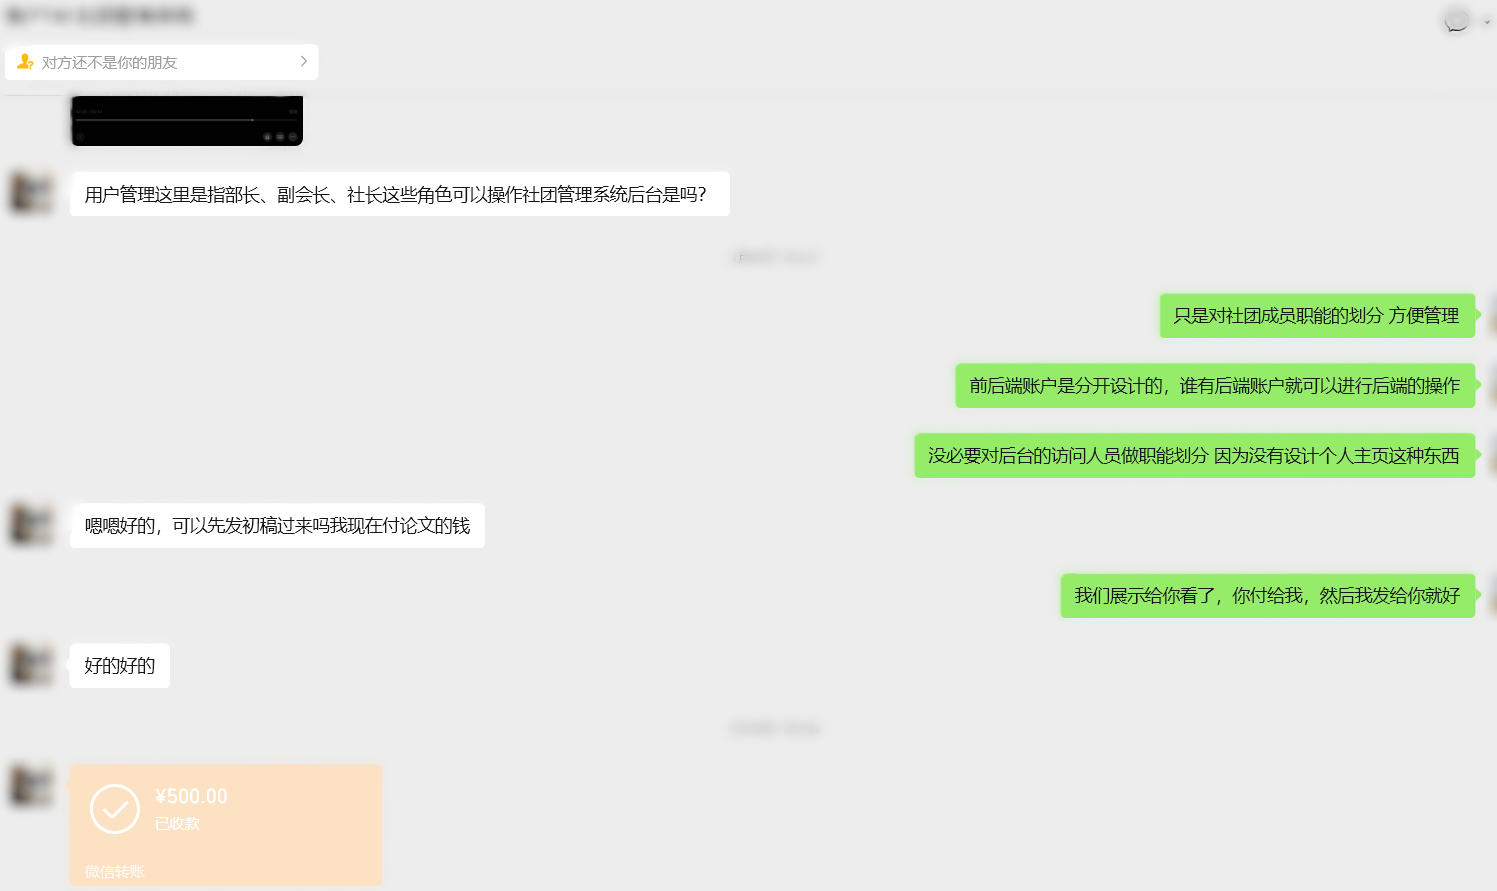 对方还不是你的朋友
用户管理这里是指部长、副会长、社长这些角色可以操作社团管理系统后台是吗？
只是对社团成员职能的划分 方便管理
前后端账户是分开设计的，谁有后端账户就可以进行后端的操作
没必要对后台的访问人员做职能划分 因为没有设计个人主页这种东西
嗯嗯好的，可以先发初稿过来吗我现在付论文的钱
我们展示给你看了，你付给我，然后我发给你就好
好的好的
¥500.00
已收款
微信转账